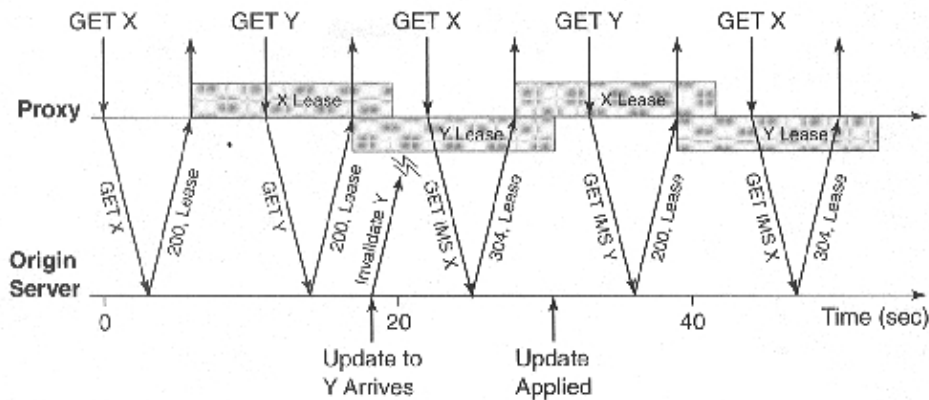 GET X
GET Y
GET X
GET Y
GET X
Proxy
X Lease
Y Lease
X Lease
Y Lease
GET X
200, Lease
GET Y
200, Lease
Invalidate Y
GET IMS X
304, Lease
GET IMS Y
200, Lease
GET IMS X
304, Lease
Origin
Server
0
20
40
Time (sec)
Update to
Y Arrives
Update
Applied